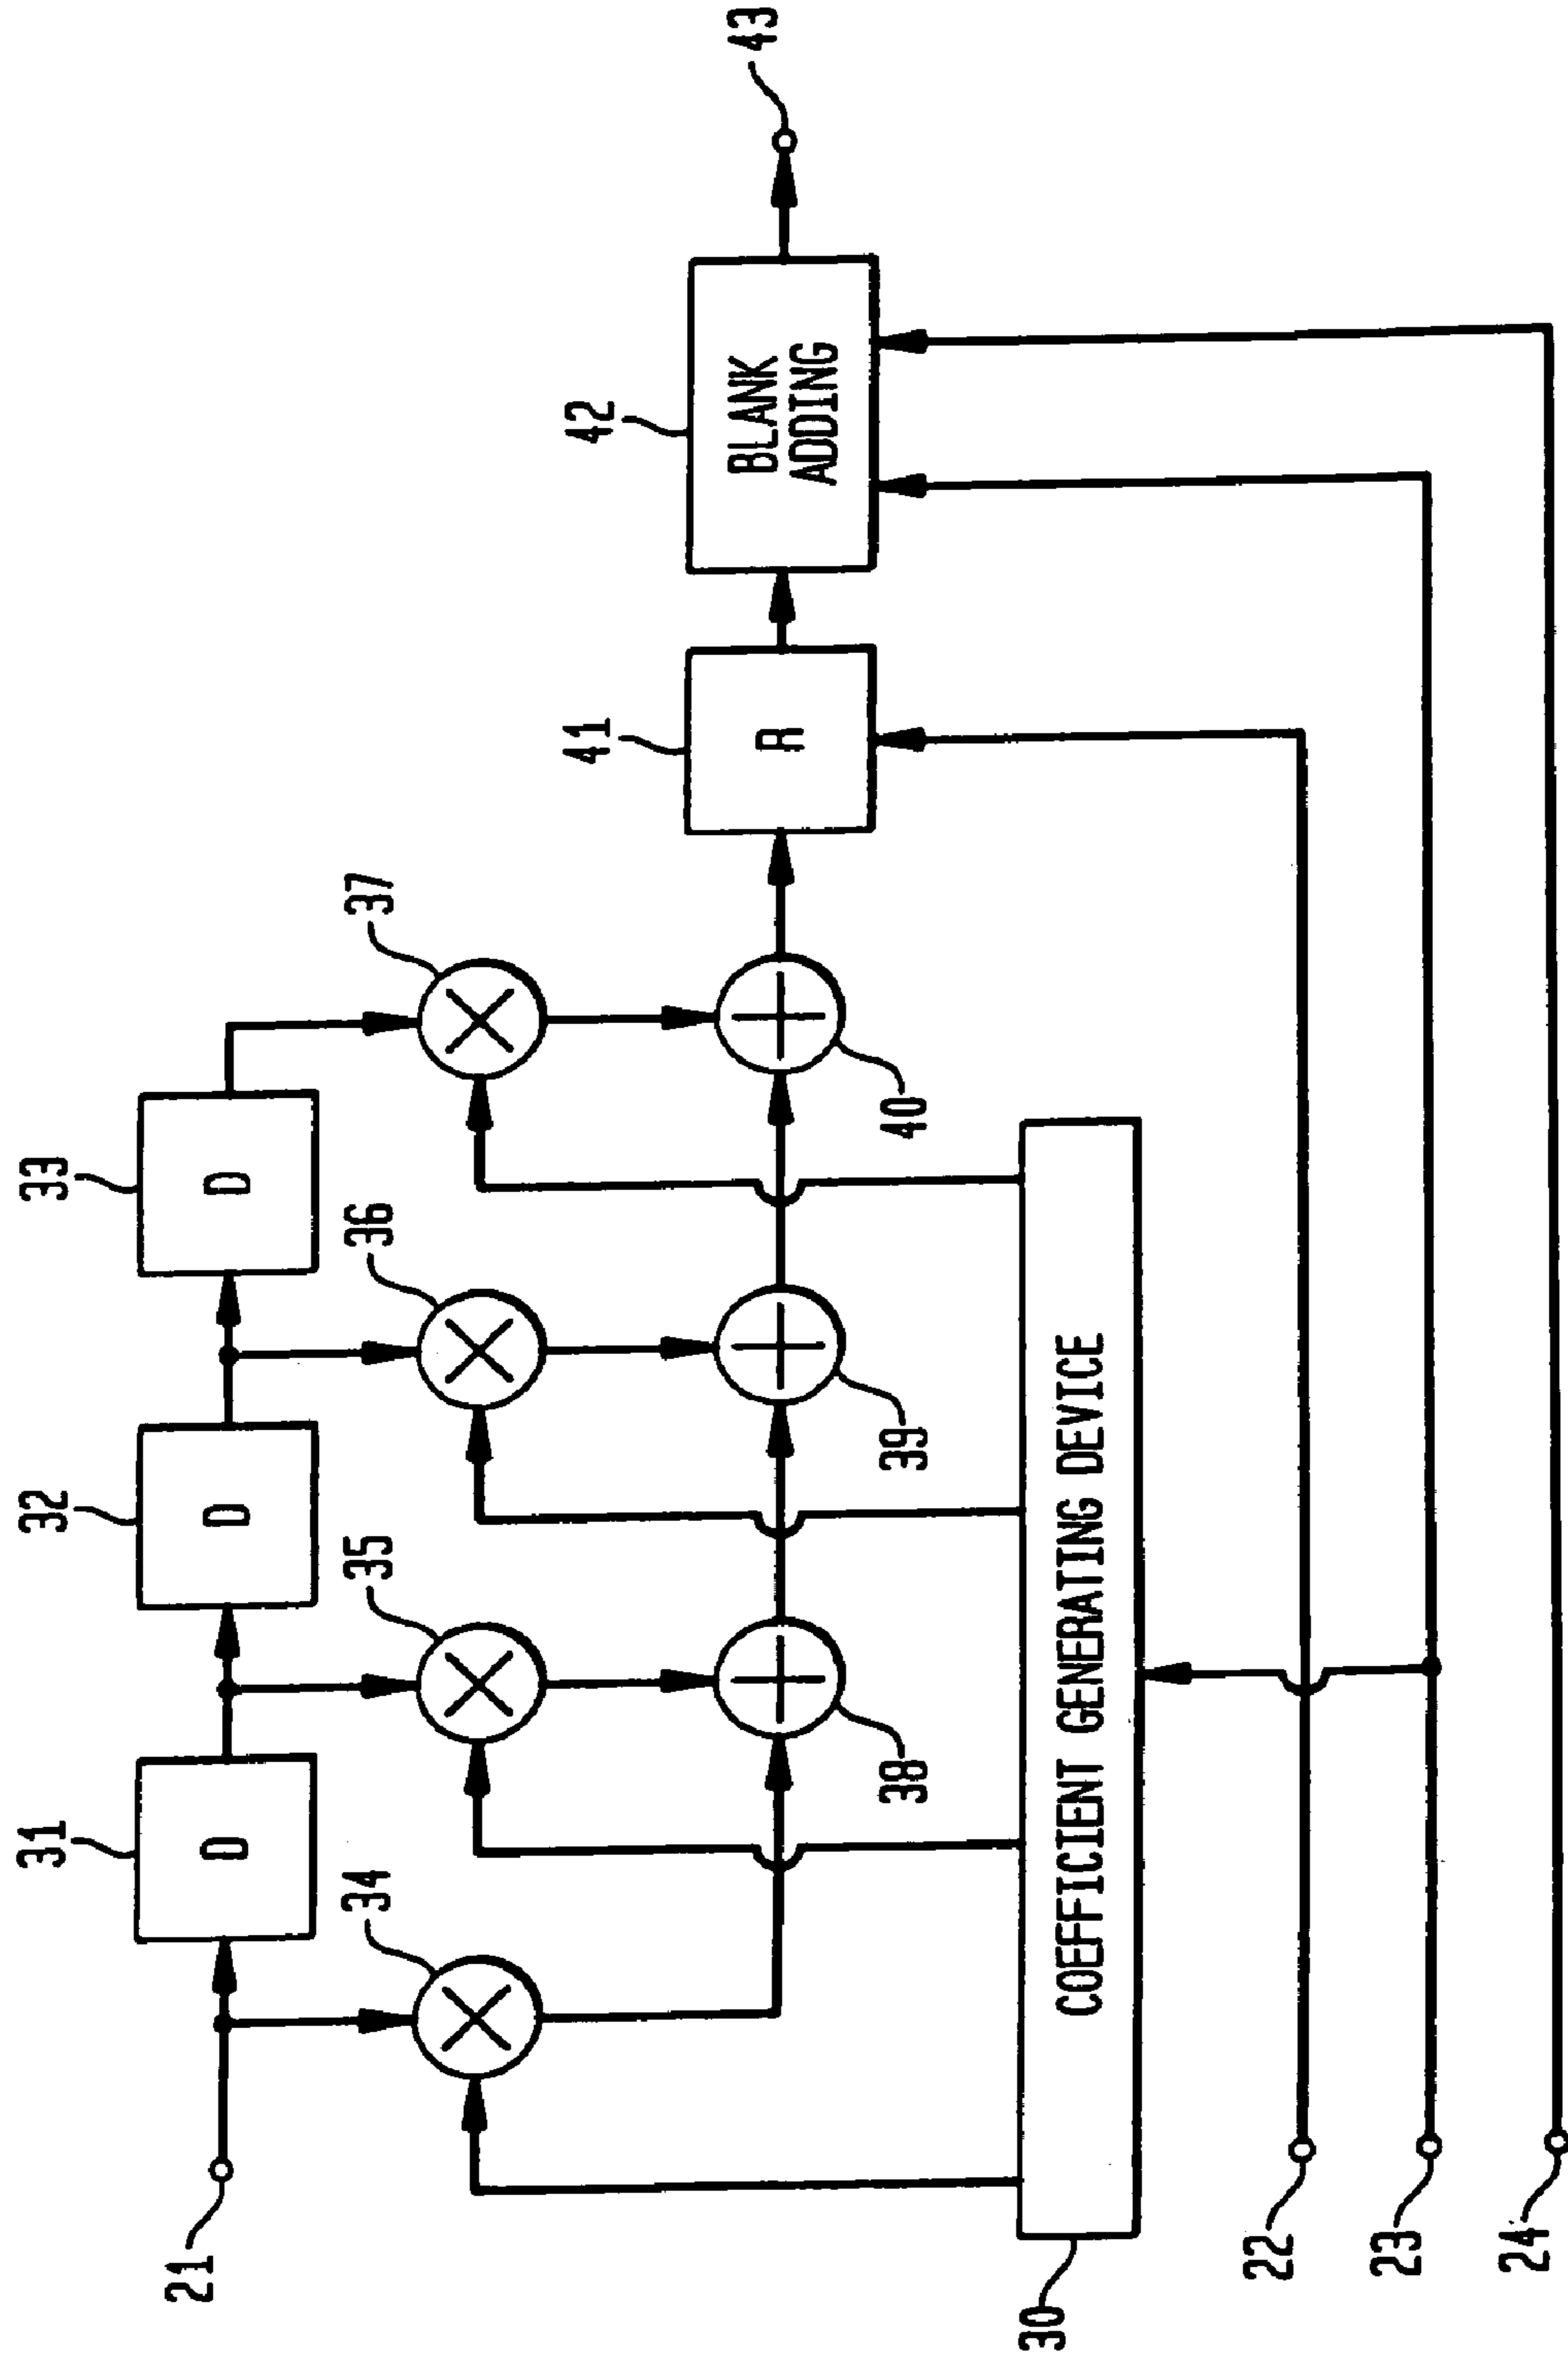 31
32
33
D
D
D
34
35
36
37
41
42
43
21
R
BLANK
ADDING
38
39
40
30
COEFFICIENT GENERATING DEVICE
22
23
24